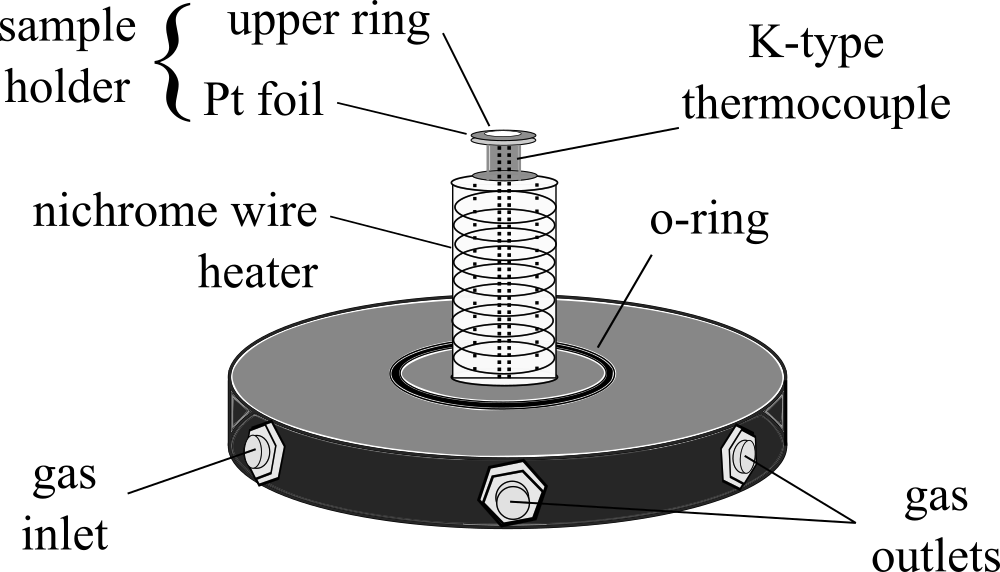 sample
holder
upper ring
Pt foil
K-type
thermocouple
nichrome wire
heater
o-ring
gas
inlet
gas
outlets